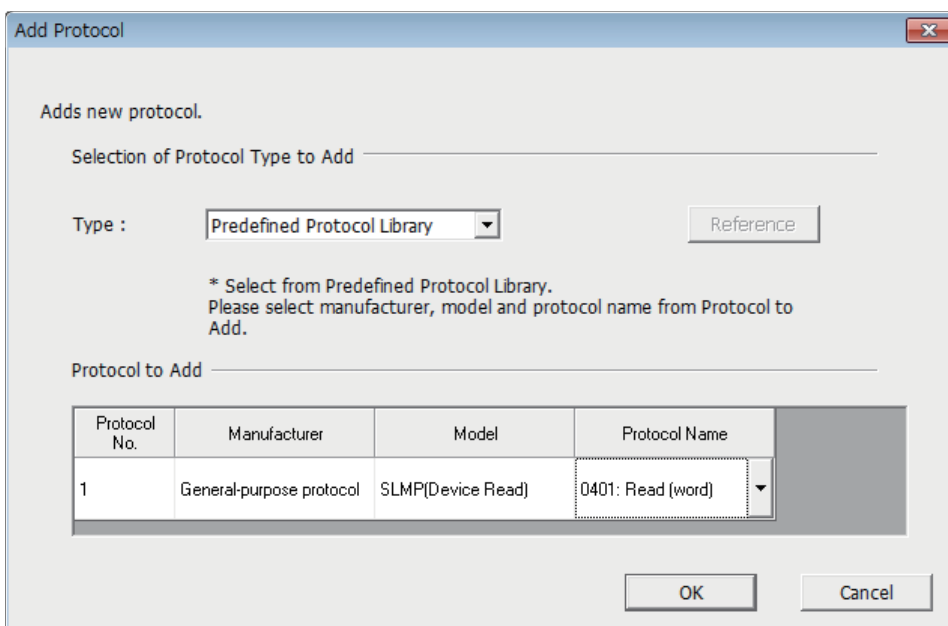 Add Protocol
Adds new protocol.
Selection of Protocol Type to Add
Type :
Predefined Protocol Library
Reference
* Select from Predefined Protocol Library.
Please select manufacturer, model and protocol name from Protocol to
Add.
Protocol to Add
Protocol
No.
Manufacturer
Model
Protocol Name
1
General-purpose protocol
SLMP(Device Read)
0401: Read (word)
OK
Cancel